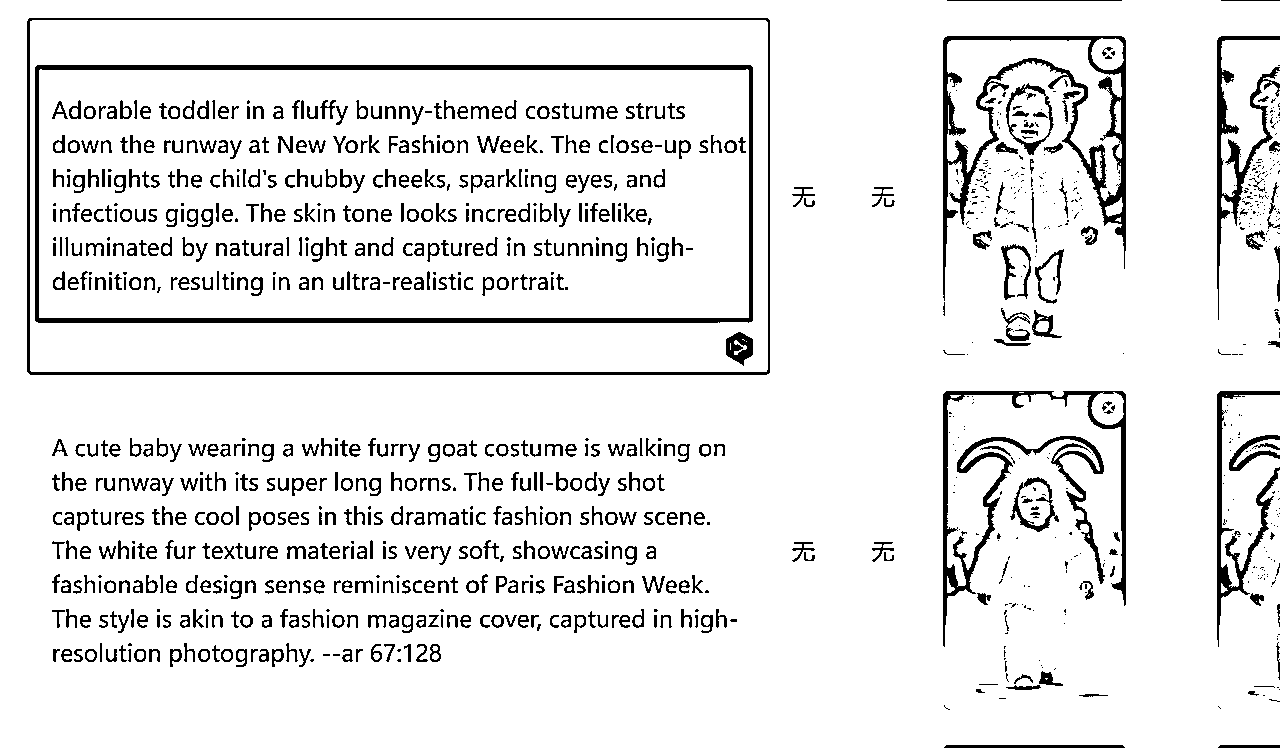 Adorable toddler in a fluffy bunny-themed costume struts
down the runway at New York Fashion Week. The close-up shot
highlights the child's chubby cheeks, sparkling eyes, and
infectious giggle. The skin tone looks incredibly lifelike,
illuminated by natural light and captured in stunning high-
definition, resulting in an ultra-realistic portrait.
无 无
A cute baby wearing a white furry goat costume is walking on
the runway with its super long horns. The full-body shot
captures the cool poses in this dramatic fashion show scene.
The white fur texture material is very soft, showcasing a
fashionable design sense reminiscent of Paris Fashion Week.
The style is akin to a fashion magazine cover, captured in high-
resolution photography. --ar 67:128
无 无